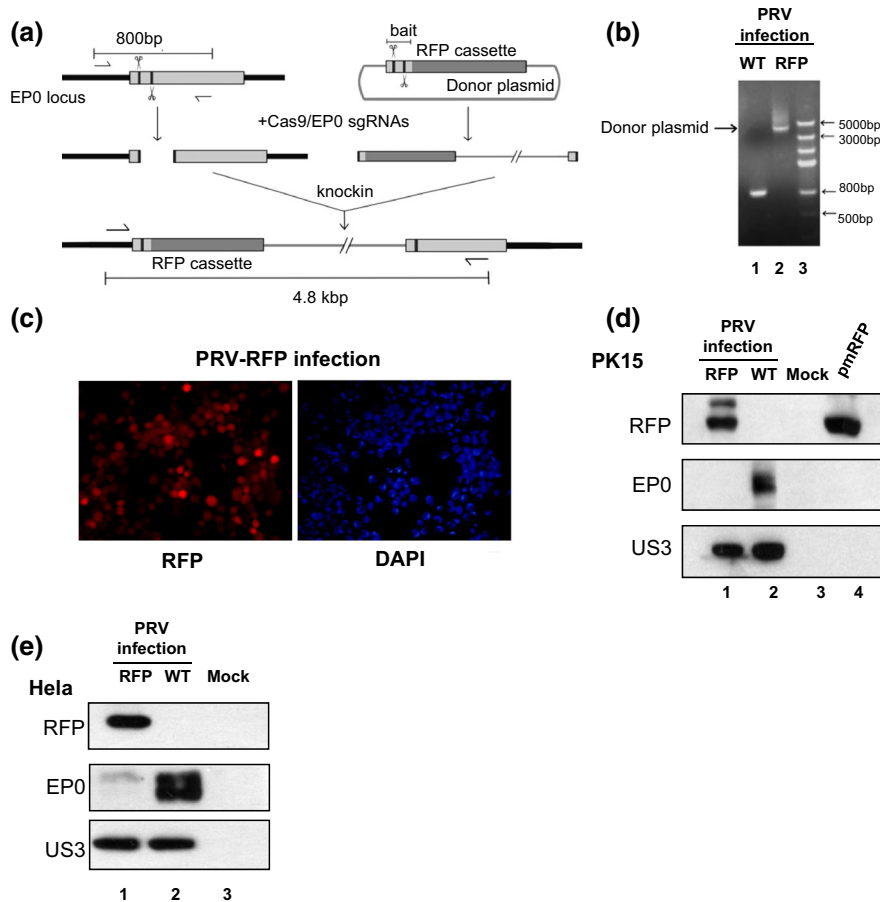 (a)
800bp
EP0 locus
bait
RFP cassette
Donor plasmid
+Cas9/EP0 sgRNAs
knockin
RFP cassette
4.8 kbp
(b)
PRV
infection
WT RFP
Donor plasmid
5000bp
3000bp
800bp
500bp
1 2 3
(c)
PRV-RFP infection
RFP DAPI
(d)
PK15
PRV
infection
RFP WT Mock pmRFP
RFP
EP0
US3
1 2 3 4
(e)
Hela
PRV
infection
RFP WT Mock
RFP
EP0
US3
1 2 3